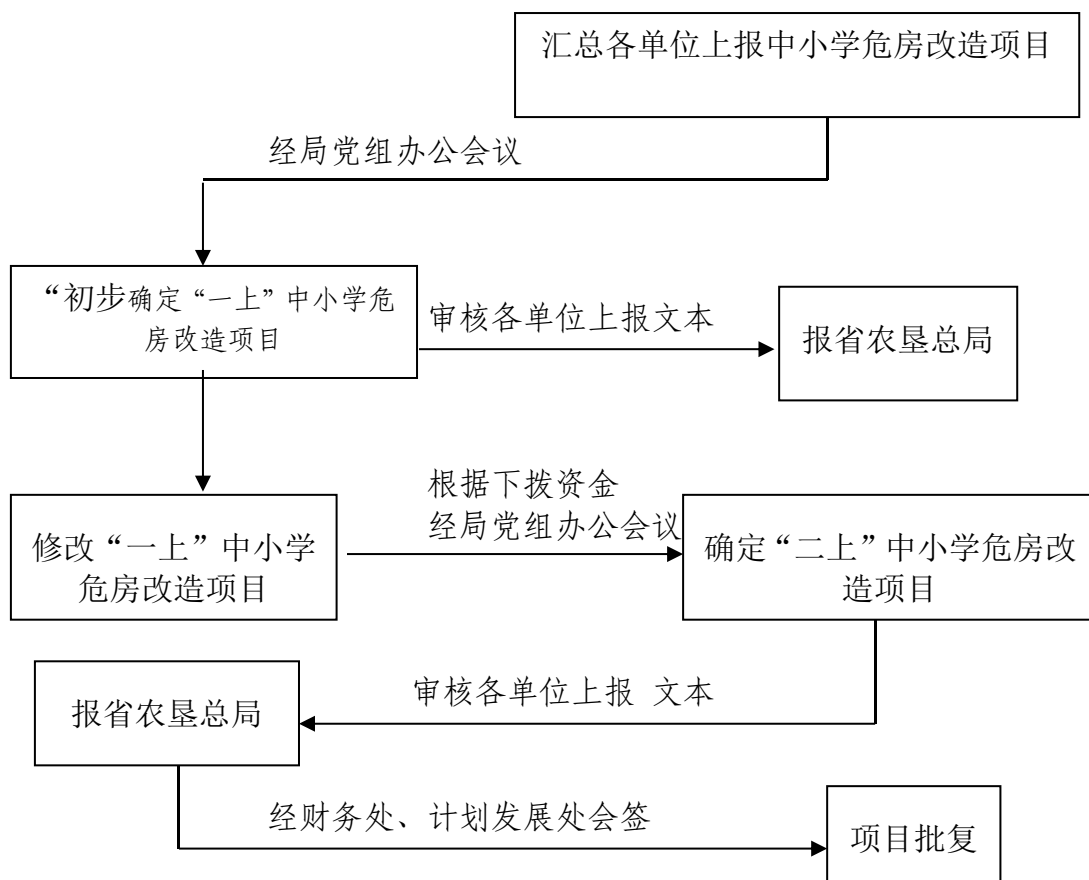 汇总各单位上报中小学危房改造项目
经局党组办公会议
“初步确定“一上”中小学危
房改造项目
审核各单位上报文本
报省农垦总局
根据下拨资金
经局党组办公会议
修改“一上”中小学
危房改造项目
确定“二上”中小学危房改
造项目
审核各单位上报 文本
报省农垦总局
经财务处、计划发展处会签
项目批复